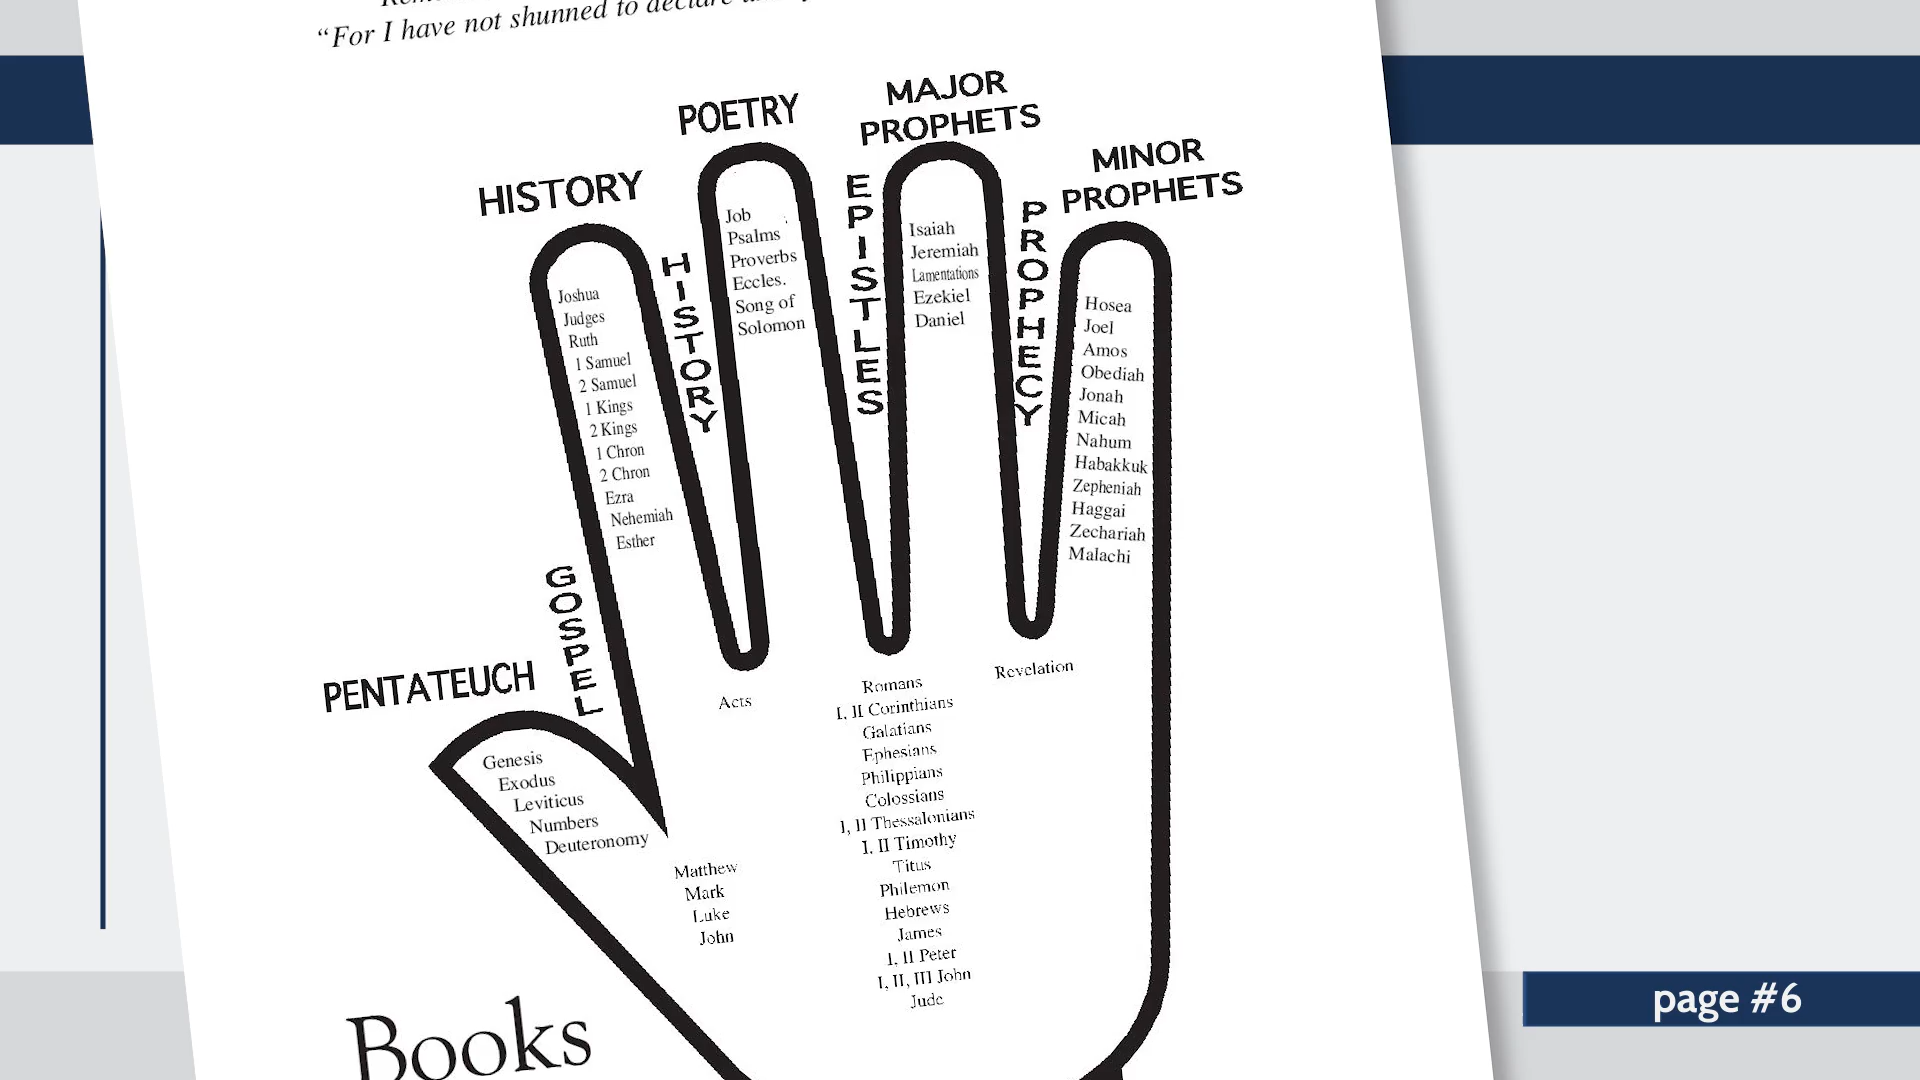 “For I have not shunned to declare
POETRY
MAJOR
PROPHETS
HISTORY
MINOR
PROPHETS
EPISTLES
PROPHECY
HISTORY
GOSPEL
PENTATEUCH
Joshua
Judges
Ruth
1 Samuel
2 Samuel
1 Kings
2 Kings
1 Chron
2 Chron
Ezra
Nehemiah
Esther
Job
Psalms
Proverbs
Eccles.
Song of
Solomon
Isaiah
Jeremiah
Lamentations
Ezekiel
Daniel
Hosea
Joel
Amos
Obediah
Jonah
Micah
Nahum
Habakkuk
Zepheniah
Haggai
Zechariah
Malachi
Genesis
Exodus
Leviticus
Numbers
Deuteronomy
Matthew
Mark
Luke
John
Acts
Romans
I, II Corinthians
Galatians
Ephesians
Philippians
Colossians
I, II Thessalonians
I, II Timothy
Titus
Philemon
Hebrews
James
I, II Peter
I, II, III John
Jude
Revelation
Books
page #6